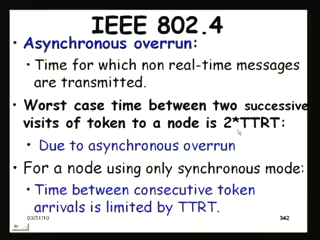 IEEE 802.4
• Asynchronous overrun:
• Time for which non real-time messages
are transmitted.
• Worst case time between two successive
visits of token to a node is 2*TTRT:
• Due to asynchronous overrun
• For a node using only synchronous mode:
• Time between consecutive token
arrivals is limited by TTRT.
03/31/10 342